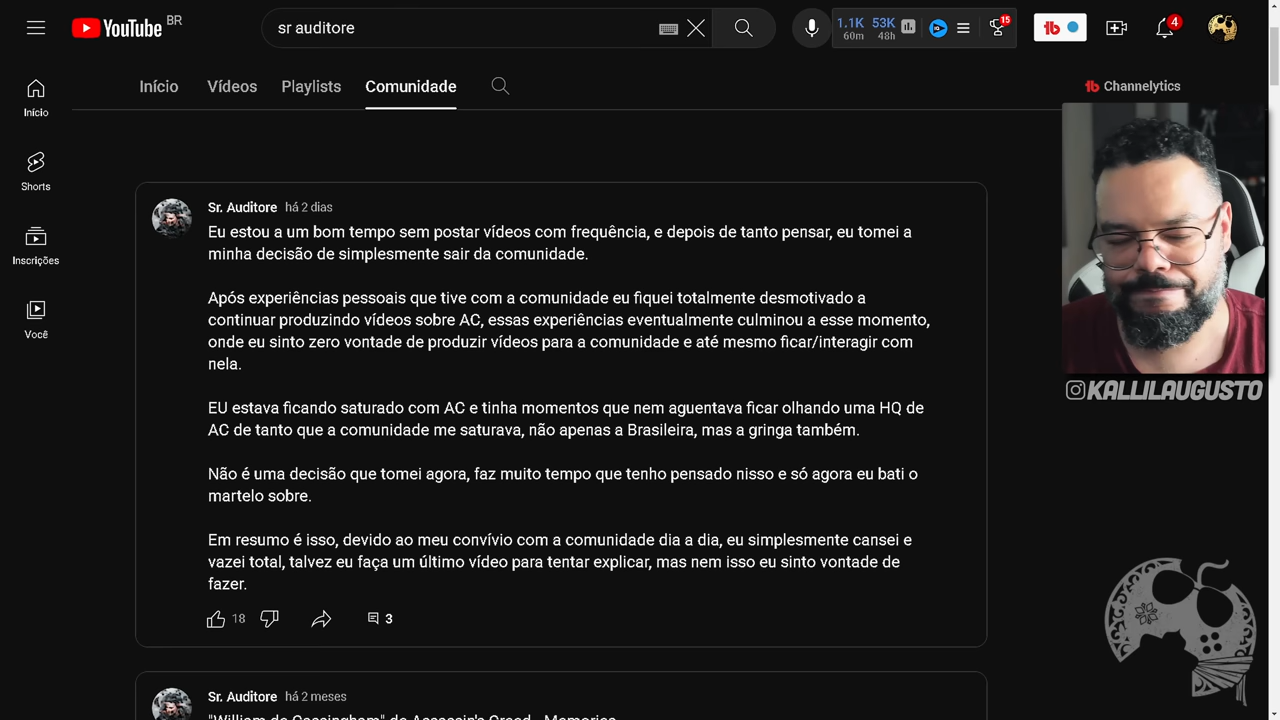 YouTube BR
sr auditore
1.1K 53K
60m 48h
15
4
Início Vídeos Playlists Comunidade
Channelytics
Início
Shorts
Inscrições
Você
Sr. Auditore há 2 dias
Eu estou a um bom tempo sem postar vídeos com frequência, e depois de tanto pensar, eu tomei a
minha decisão de simplesmente sair da comunidade.
Após experiências pessoais que tive com a comunidade eu fiquei totalmente desmotivado a
continuar produzindo vídeos sobre AC, essas experiências eventualmente culminou a esse momento,
onde eu sinto zero vontade de produzir vídeos para a comunidade e até mesmo ficar/interagir com
nela.
EU estava ficando saturado com AC e tinha momentos que nem aguentava ficar olhando uma HQ de
AC de tanto que a comunidade me saturava, não apenas a Brasileira, mas a gringa também.
Não é uma decisão que tomei agora, faz muito tempo que tenho pensado nisso e só agora eu bati o
martelo sobre.
Em resumo é isso, devido ao meu convívio com a comunidade dia a dia, eu simplesmente cansei e
vazei total, talvez eu faça um último vídeo para tentar explicar, mas nem isso eu sinto vontade de
fazer.
18 3
KALLILAUGUSTO
Sr. Auditore há 2 meses